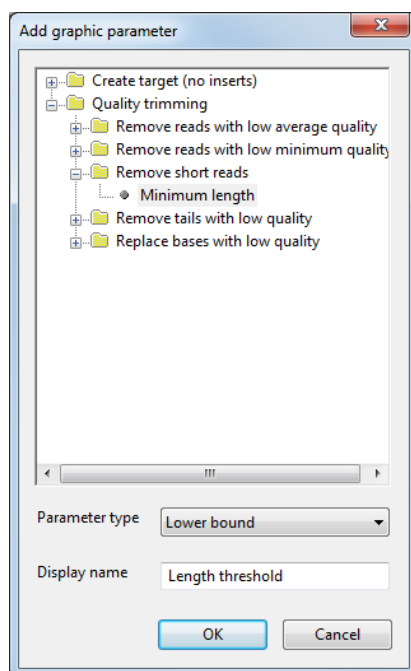 Add graphic parameter
Create target (no inserts)
Quality trimming
Remove reads with low average quality
Remove reads with low minimum quality
Remove short reads
Minimum length
Remove tails with low quality
Replace bases with low quality
Parameter type Lower bound
Display name Length threshold
OK Cancel